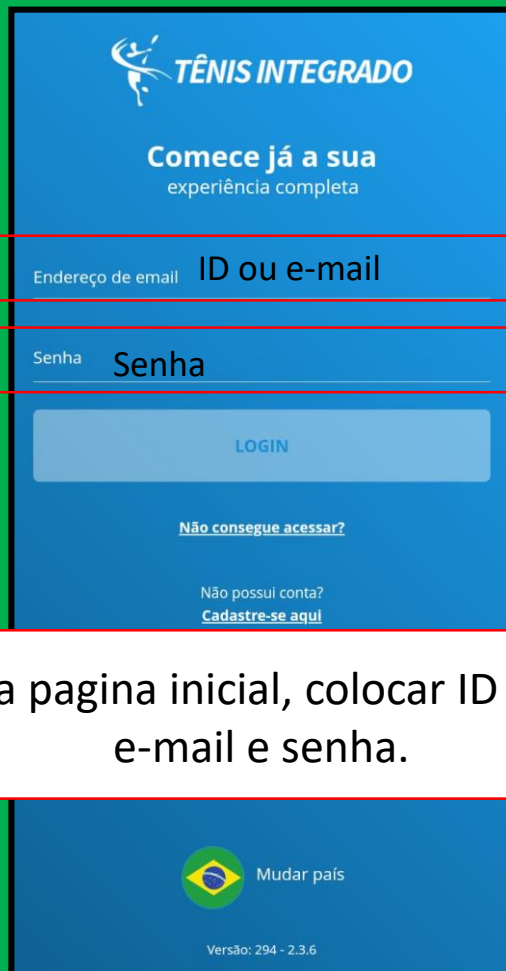 TÊNIS INTEGRADO
Comece já a sua
experiência completa
Endereço de email ID ou e-mail
Senha Senha
LOGIN
Não consegue acessar?
Não possui conta?
Cadastre-se aqui
a pagina inicial, colocar ID
e-mail e senha.
Mudar país
Versão: 294 - 2.3.6